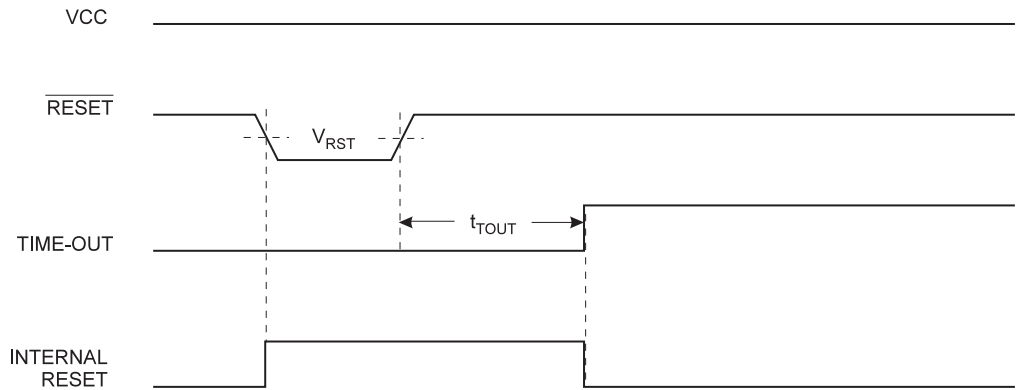 VCC
RESET
VRST
tTOUT
TIME-OUT
INTERNAL
RESET